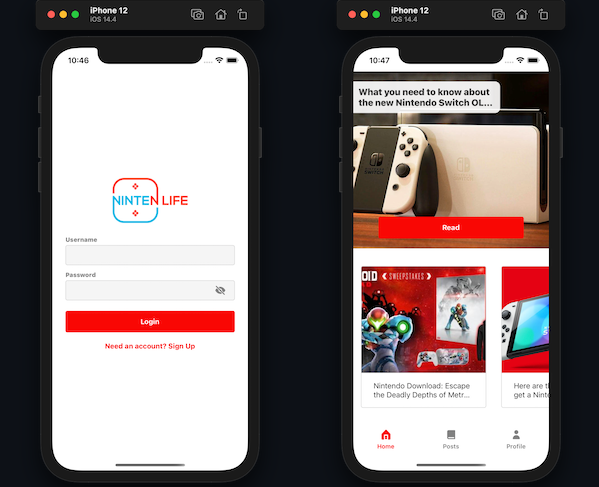 iPhone 12
iOS 14.4
10:46
NINTEN LIFE
Username
Password
Login
Need an account? Sign Up
iPhone 12
iOS 14.4
10:47
What you need to know about
the new Nintendo Switch OL...
SWITCH
Read
OID
SWEEPSTAKES
Nintendo Download: Escape
the Deadly Depths of Metr...
Here are th
get a Ninte
Home
Posts
Profile